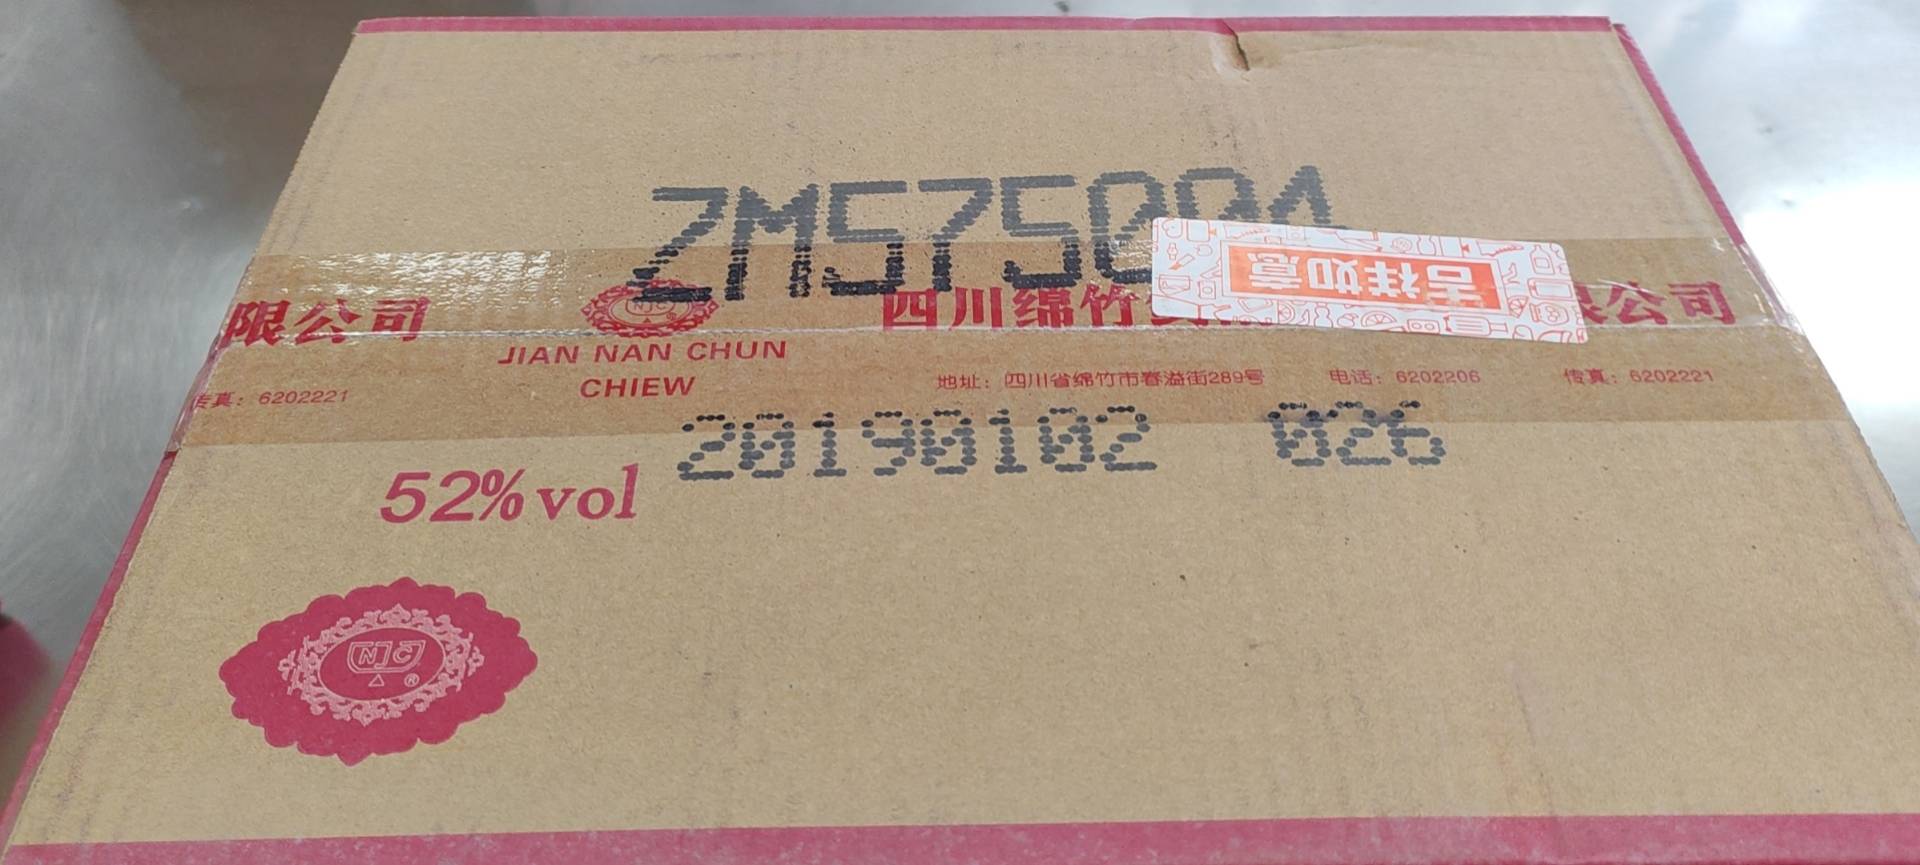 ZM575004
吉祥如意
限公司
四川绵竹
公司
JIAN NAN CHUN
CHIEW
传真：6202221
地址：四川省绵竹市春溢街289号 电话：6202206 传真：6202221
20190102 026
52%vol
NJC